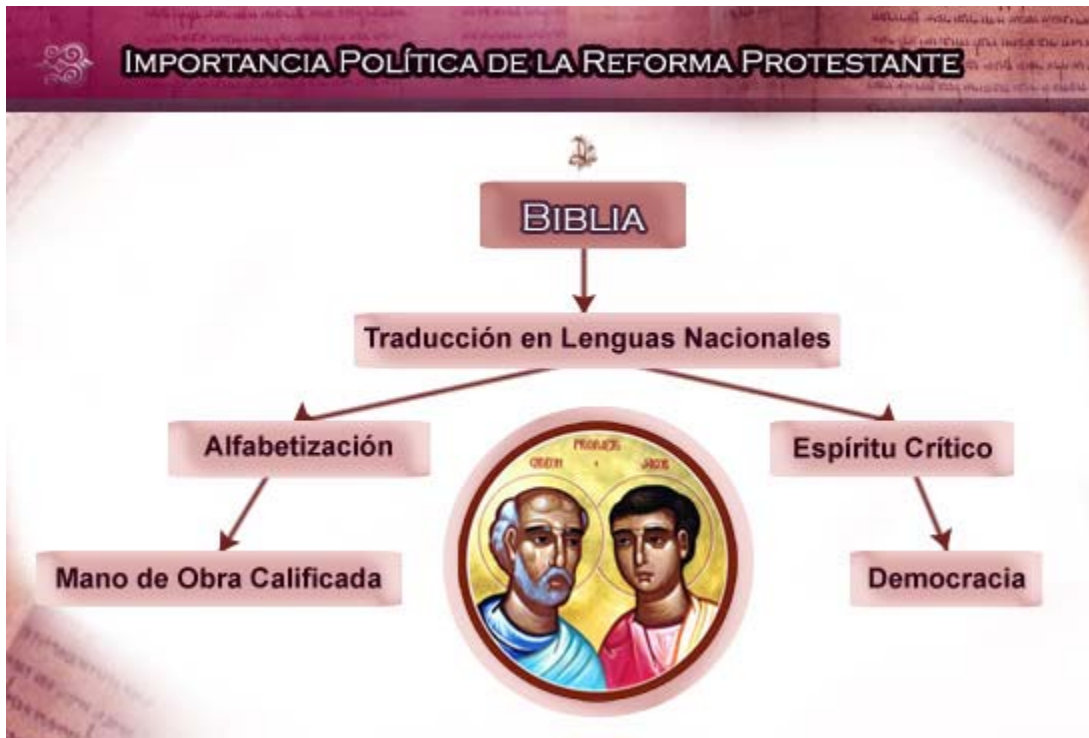 IMPORTANCIA POLÍTICA DE LA REFORMA PROTESTANTE
BIBLIA
Traducción en Lenguas Nacionales
Alfabetización
Espíritu Crítico
Mano de Obra Calificada
Democracia